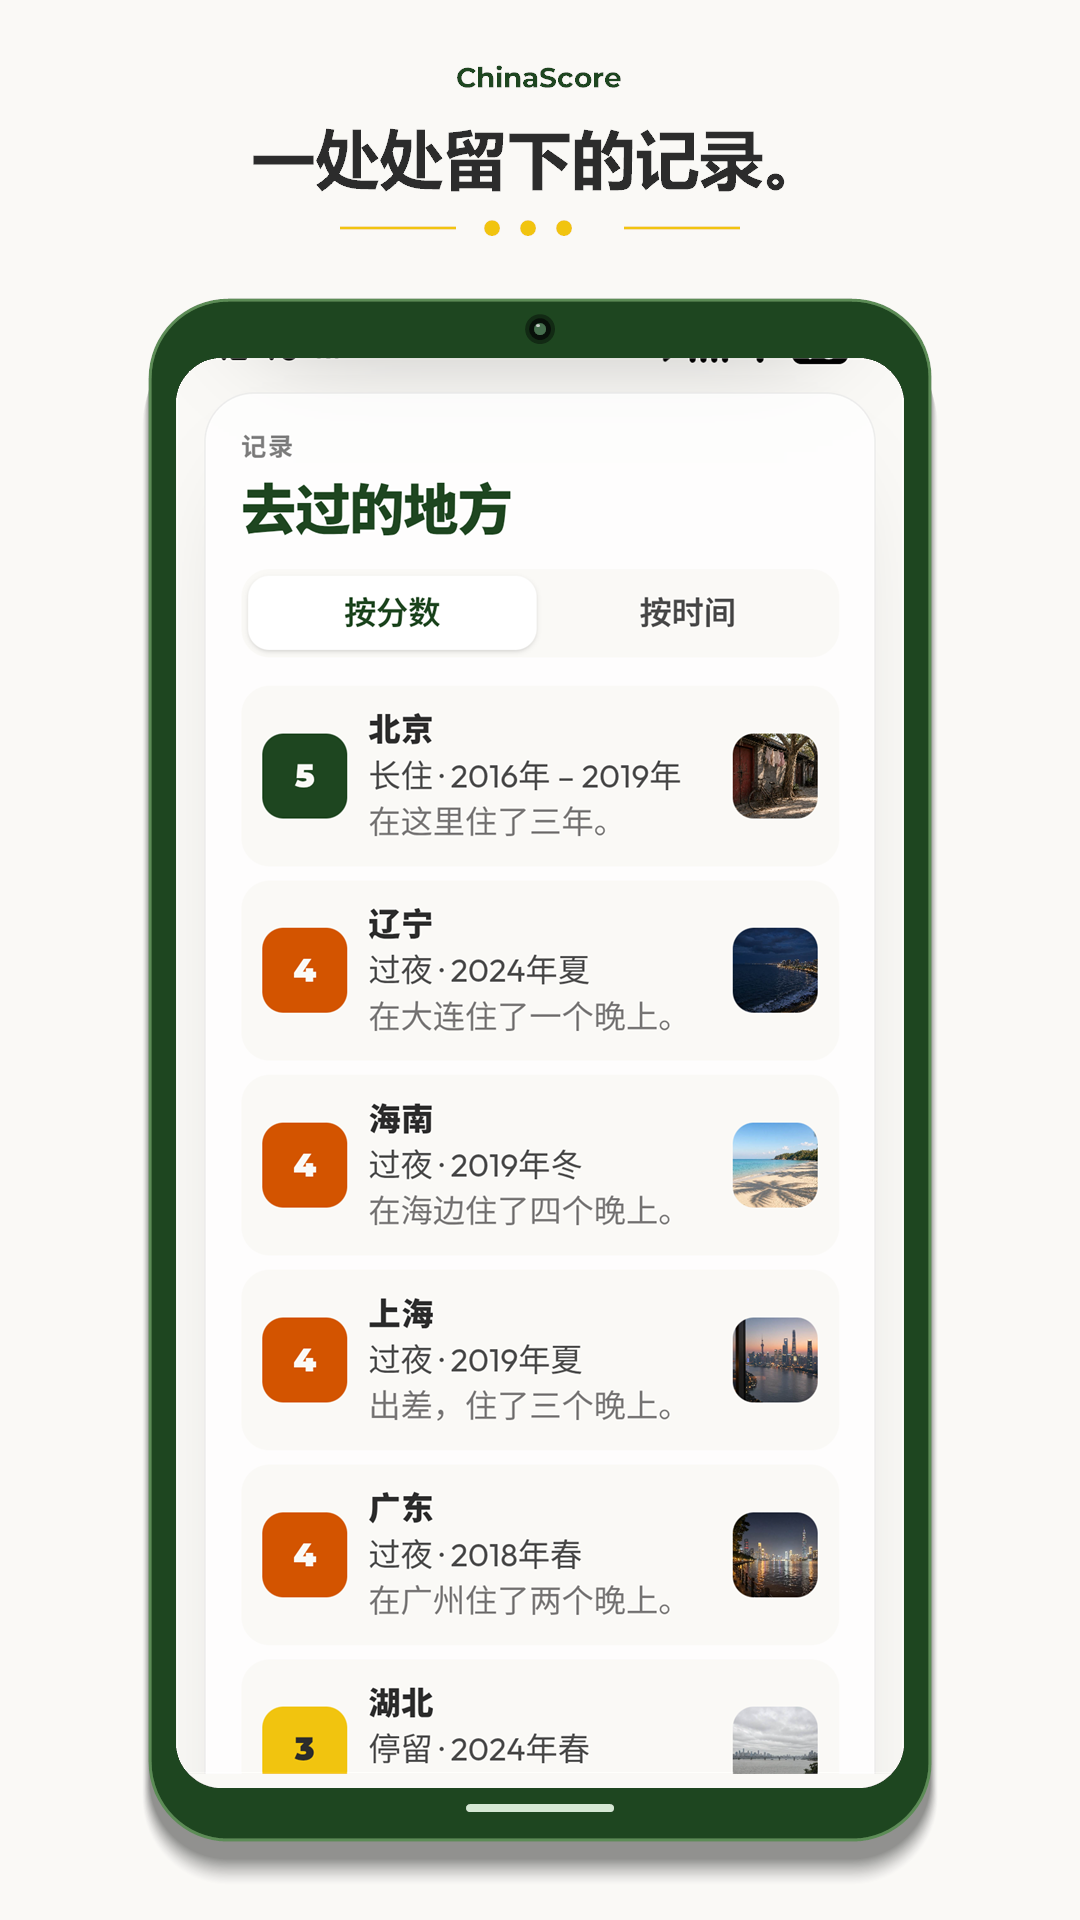 ChinaScore
一处处留下的记录。
记录
去过的地方
按分数
按时间
5
北京
长住·2016年 – 2019年
在这里住了三年。
4
辽宁
过夜·2024年夏
在大连住了一个晚上。
4
海南
过夜·2019年冬
在海边住了四个晚上。
4
上海
过夜·2019年夏
出差，住了三个晚上。
4
广东
过夜·2018年春
在广州住了两个晚上。
3
湖北
停留·2024年春